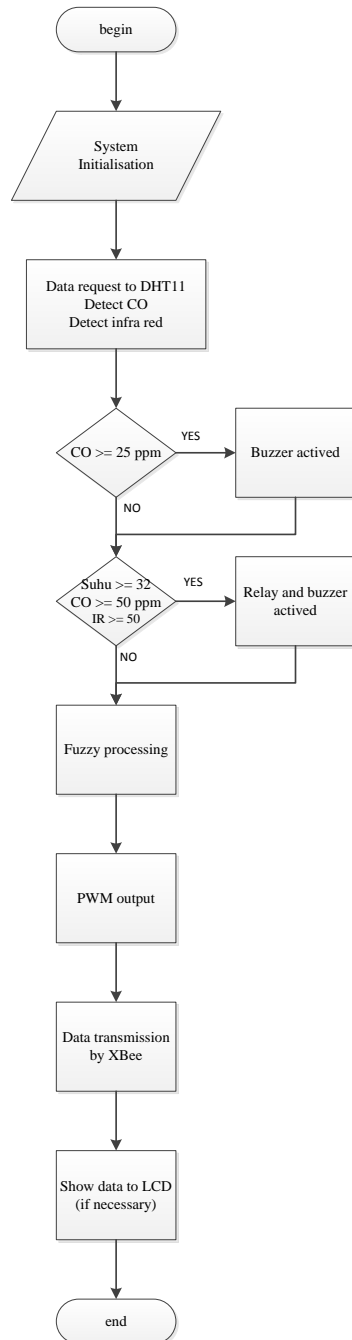 begin
System
Initialisation
Data request to DHT11
Detect CO
Detect infra red
CO >= 25 ppm
YES
Buzzer actived
NO
Suhu >= 32
CO >= 50 ppm
IR >= 50
YES
Relay and buzzer
actived
NO
Fuzzy processing
PWM output
Data transmission
by XBee
Show data to LCD
(if necessary)
end